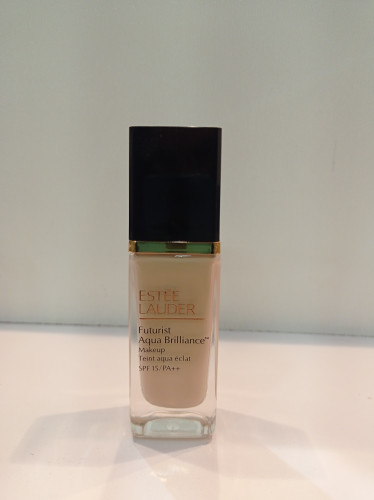 ESTĒE
LAUDER
Futurist
Aqua Brilliance™
Makeup
Teint aqua éclat
SPF 15/PA++